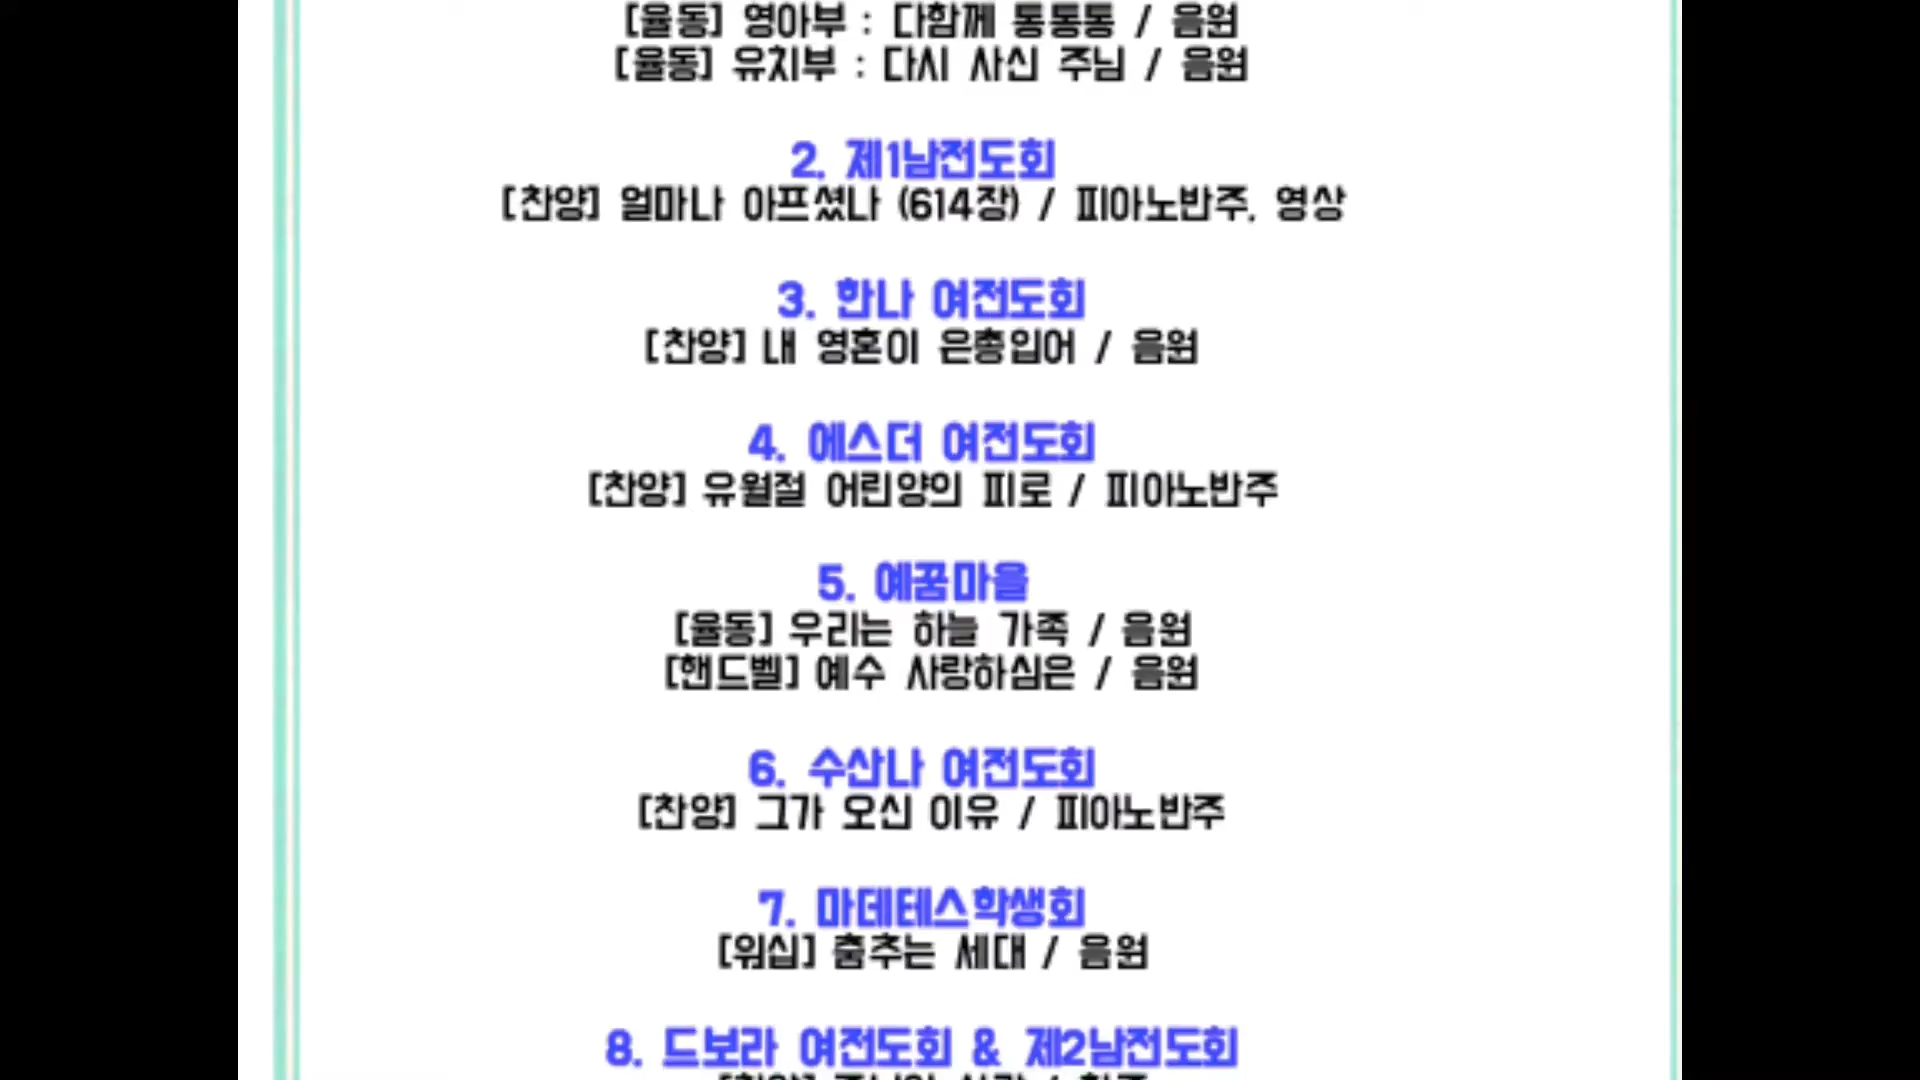 [율동] 영아부 : 다함께 통통통 / 음원
[율동] 유치부 : 다시 사신 주님 / 음원
2. 제1남전도회
[찬양] 얼마나 아프셨나 (614장) / 피아노반주, 영상
3. 한나 여전도회
[찬양] 내 영혼이 은총입어 / 음원
4. 에스더 여전도회
[찬양] 유월절 어린양의 피로 / 피아노반주
5. 예꿈마을
[율동] 우리는 하늘 가족 / 음원
[핸드벨] 예수 사랑하심은 / 음원
6. 수산나 여전도회
[찬양] 그가 오신 이유 / 피아노반주
7. 마데테스학생회
[워십] 춤추는 세대 / 음원
8. 드보라 여전도회 & 제2남전도회